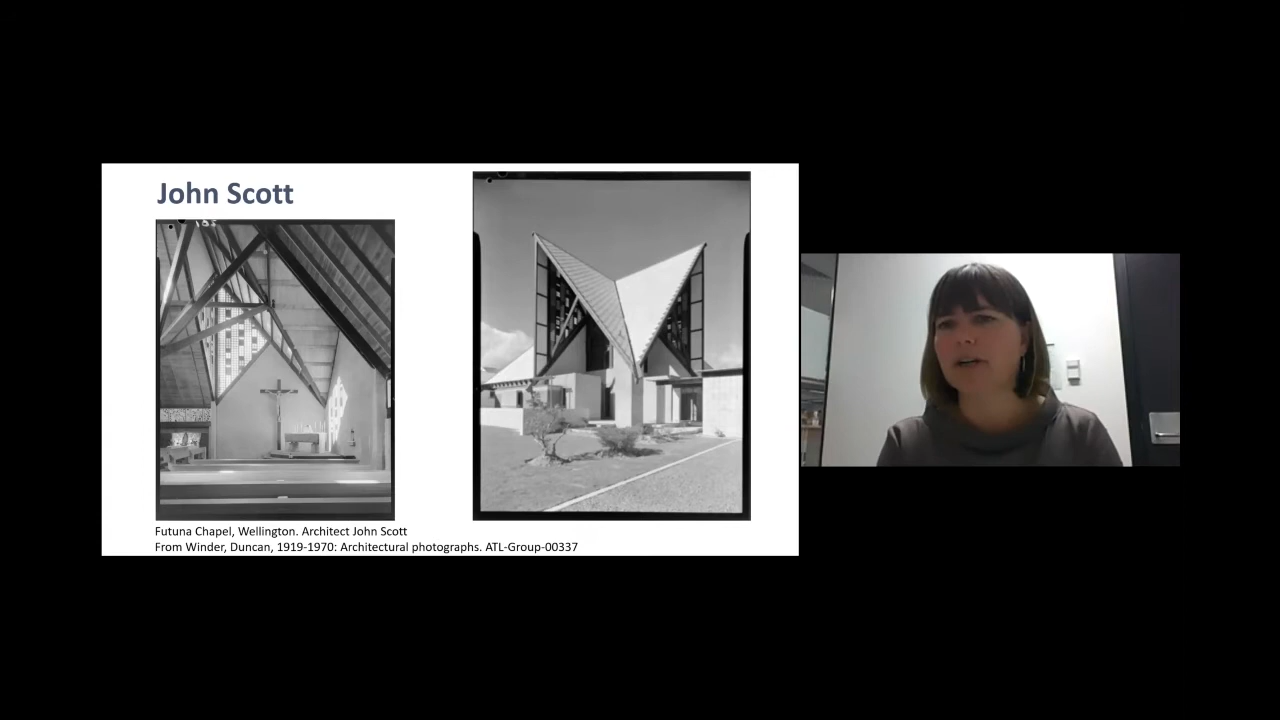 John Scott
Futuna Chapel, Wellington. Architect John Scott
From Winder, Duncan, 1919-1970: Architectural photographs. ATL-Group-00337